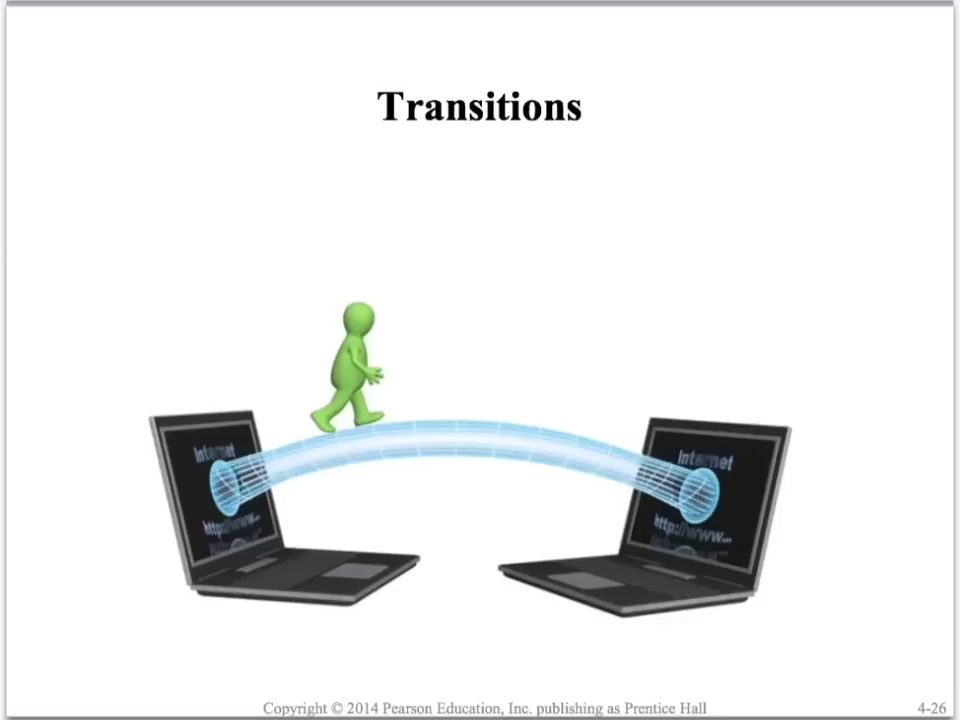 Transitions
Internet
http://www...
Internet
http://www...
Copyright © 2014 Pearson Education, Inc. publishing as Prentice Hall
4-26